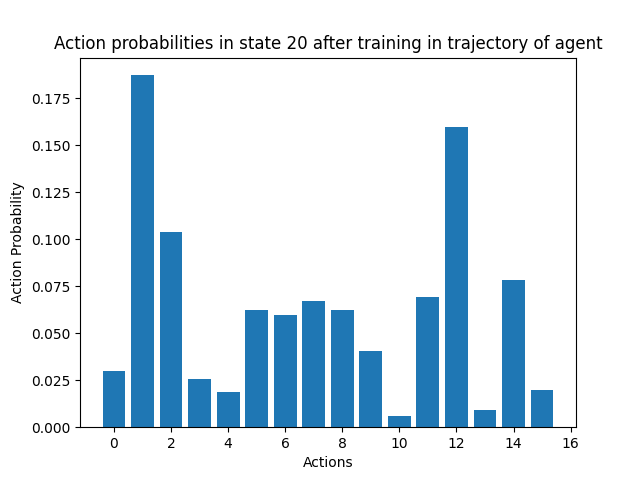 Action probabilities in state 20 after training in trajectory of agent
0.175
0.150
0.125
0.100
0.075
0.050
0.025
0.000
Action Probability
0 2 4 6 8 10 12 14 16
Actions